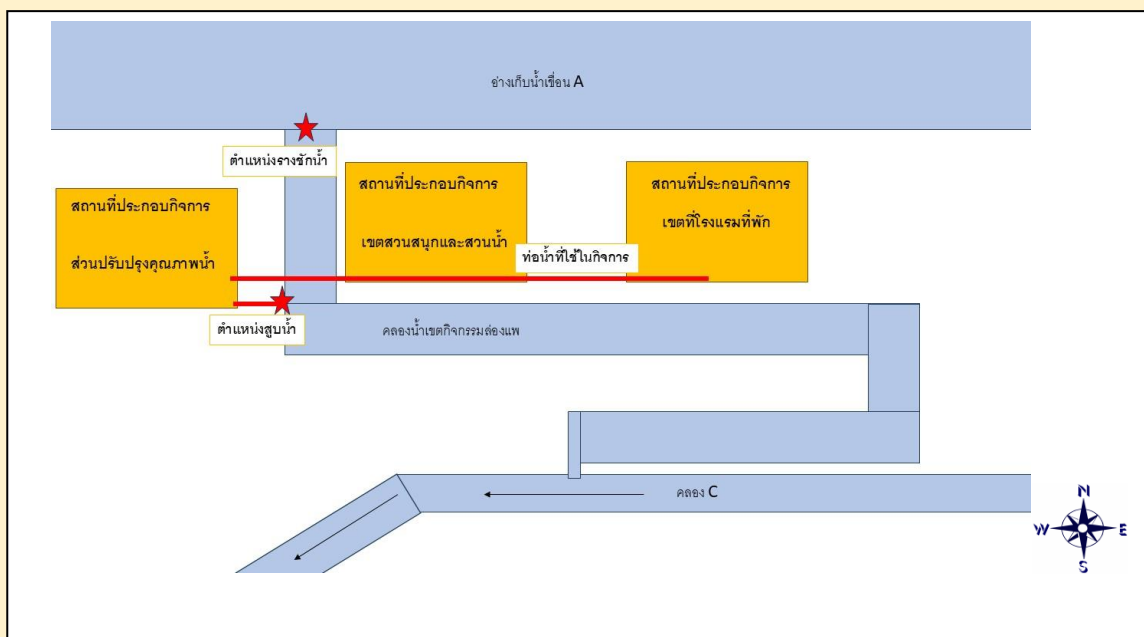 อ่างเก็บน้ำเขื่อน A
ตำแหน่งรางชักน้ำ
สถานที่ประกอบกิจการ
ส่วนปรับปรุงคุณภาพน้ำ
สถานที่ประกอบกิจการ
เขตสวนสนุกและสวนน้ำ
สถานที่ประกอบกิจการ
เขตที่โรงแรมที่พัก
ท่อน้ำที่ใช้ในกิจการ
ตำแหน่งสูบน้ำ
คลองน้ำเขตกิจกรรมล่องแพ
คลอง C
N
W
E
S